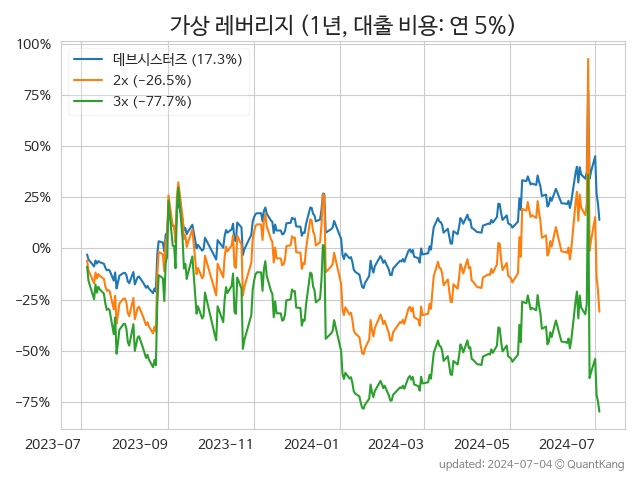 가상 레버리지 (1년, 대출 비용: 연 5%)
데브시스터즈 (17.3%)
2x (−26.5%)
3x (−77.7%)
100%
75%
50%
25%
0%
−25%
−50%
−75%
2023-07 2023-09 2023-11 2024-01 2024-03 2024-05 2024-07
updated: 2024-07-04 © QuantKang